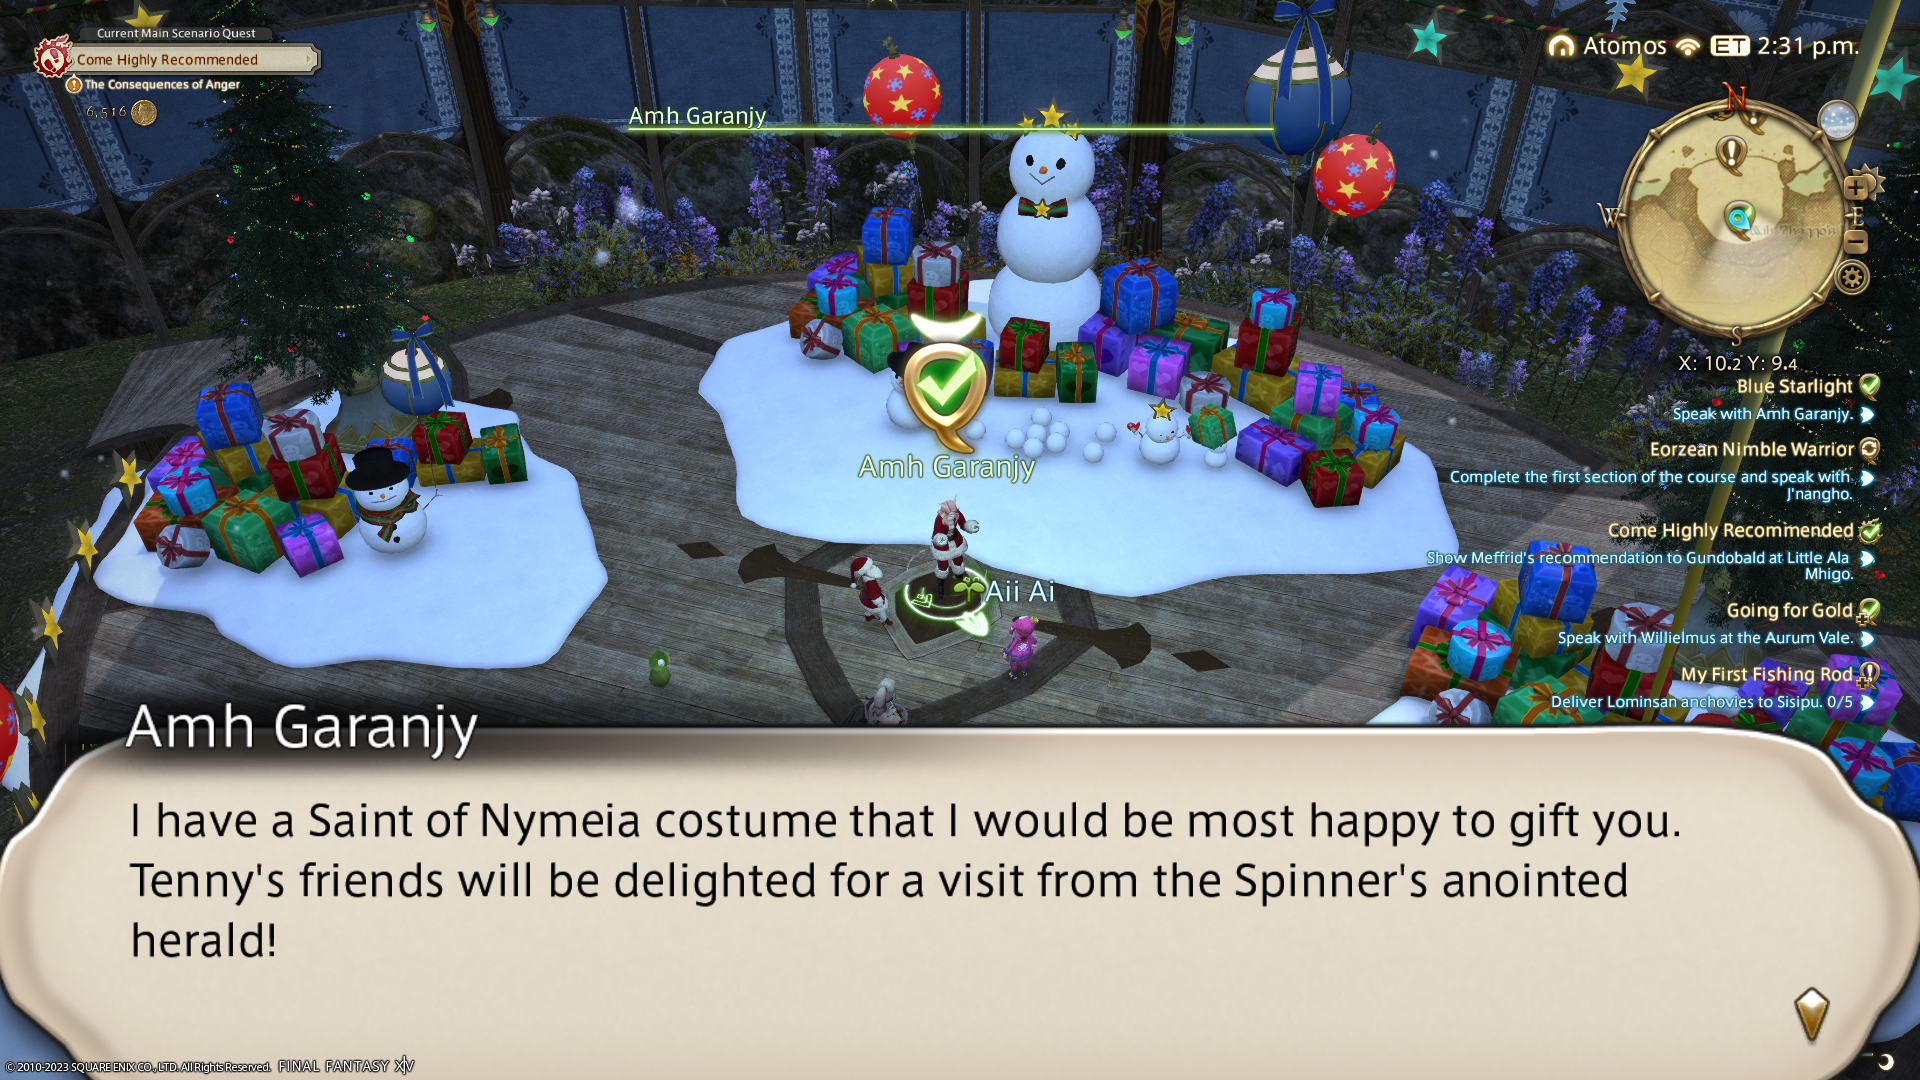 Current Main Scenario Quest
Come Highly Recommended
The Consequences of Anger
6,516
Atomos ET 2:31 p.m.
Amh Garanjy
N
W
E
S
X: 10.2 Y: 9.4
Blue Starlight
Speak with Amh Garanjy.
Eorzean Nimble Warrior
Complete the first section of the course and speak with
J'nangho.
Come Highly Recommended
Show Meffrid's recommendation to Gundobald at Little Ala
Mhigo.
Going for Gold
Speak with Willielmus at the Aurum Vale.
My First Fishing Rod
Deliver Lominsan anchovies to Sisipu. 0/5
Amh Garanjy
Aii Ai
Amh Garanjy
I have a Saint of Nymeia costume that I would be most happy to gift you.
Tenny's friends will be delighted for a visit from the Spinner's anointed
herald!
© 2010-2023 SQUARE ENIX CO., LTD. All Rights Reserved. FINAL FANTASY XIV